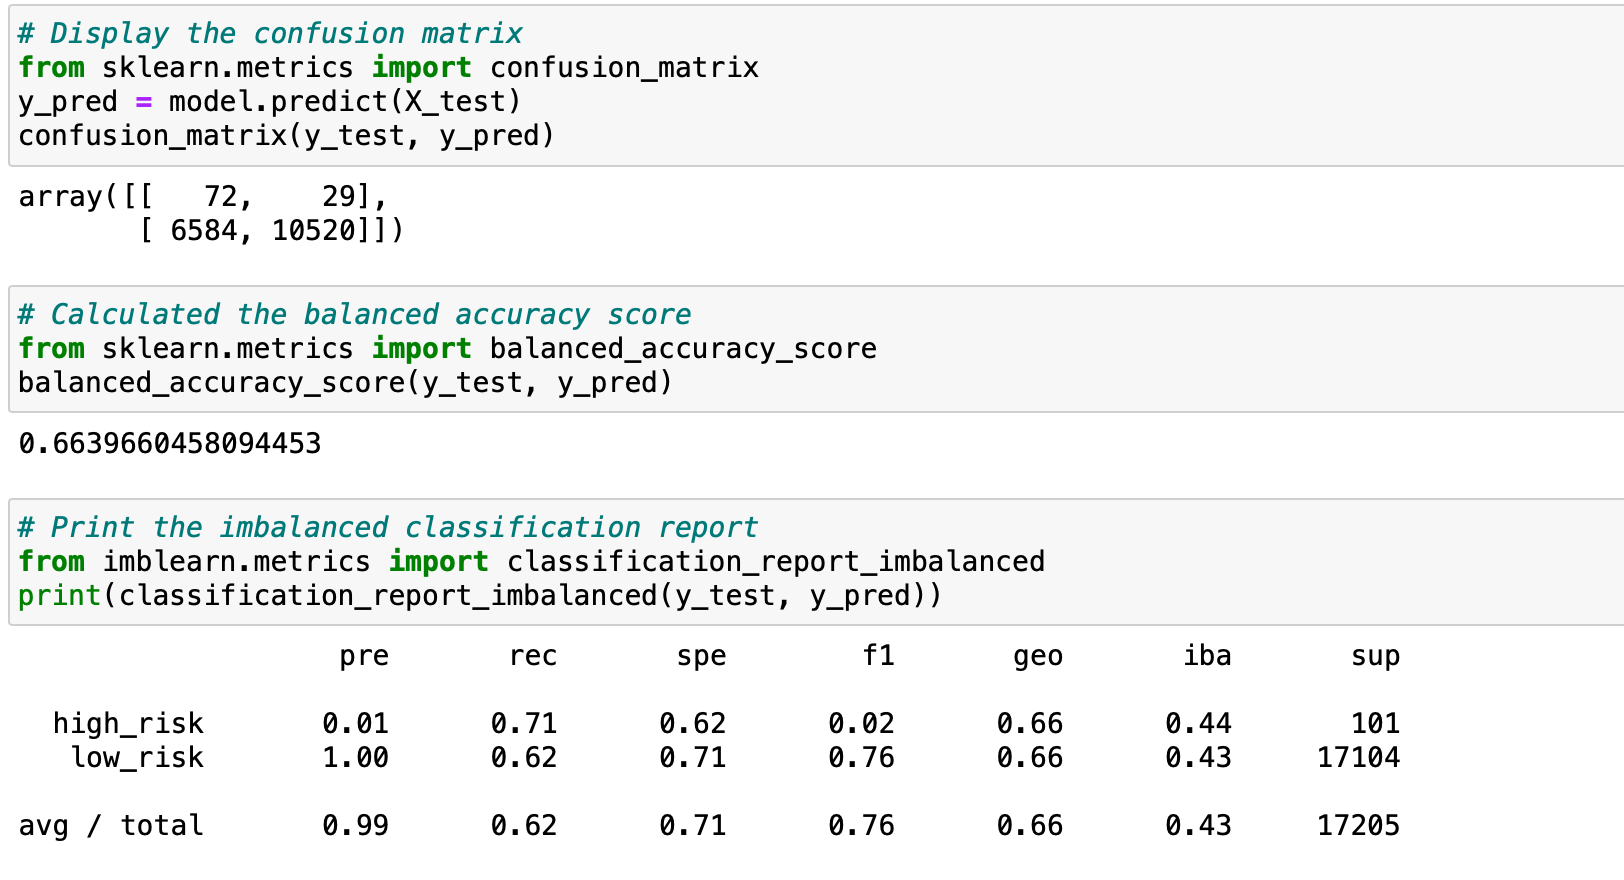 # Display the confusion matrix
from sklearn.metrics import confusion_matrix
y_pred = model.predict(X_test)
confusion_matrix(y_test, y_pred)
array([[   72,    29],
       [ 6584, 10520]])
# Calculated the balanced accuracy score
from sklearn.metrics import balanced_accuracy_score
balanced_accuracy_score(y_test, y_pred)
0.6639660458094453
# Print the imbalanced classification report
from imblearn.metrics import classification_report_imbalanced
print(classification_report_imbalanced(y_test, y_pred))
                   pre       rec       spe        f1       geo       iba       sup
  high_risk       0.01      0.71      0.62      0.02      0.66      0.44       101
   low_risk       1.00      0.62      0.71      0.76      0.66      0.43     17104
avg / total       0.99      0.62      0.71      0.76      0.66      0.43     17205